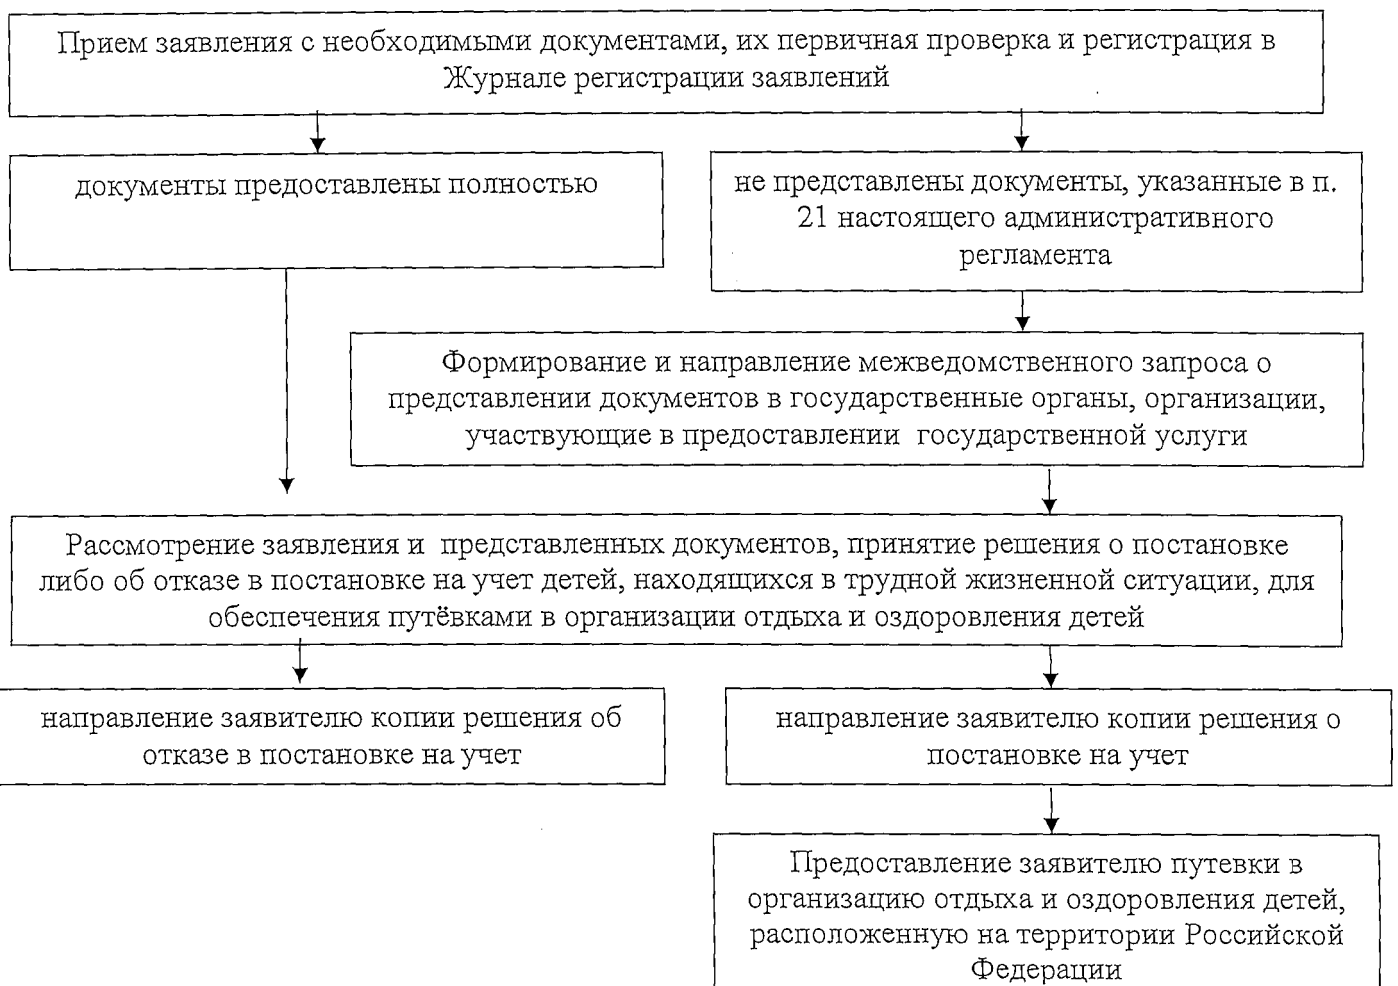 Прием заявления с необходимыми документами, их первичная проверка и регистрация в
Журнале регистрации заявлений
документы предоставлены полностью
не представлены документы, указанные в п.
21 настоящего административного
регламента
Формирование и направление межведомственного запроса о
представлении документов в государственные органы, организации,
участвующие в предоставлении государственной услуги
Рассмотрение заявления и представленных документов, принятие решения о постановке
либо об отказе в постановке на учет детей, находящихся в трудной жизненной ситуации, для
обеспечения путёвками в организации отдыха и оздоровления детей
направление заявителю копии решения об
отказе в постановке на учет
направление заявителю копии решения о
постановке на учет
Предоставление заявителю путевки в
организацию отдыха и оздоровления детей,
расположенную на территории Российской
Федерации